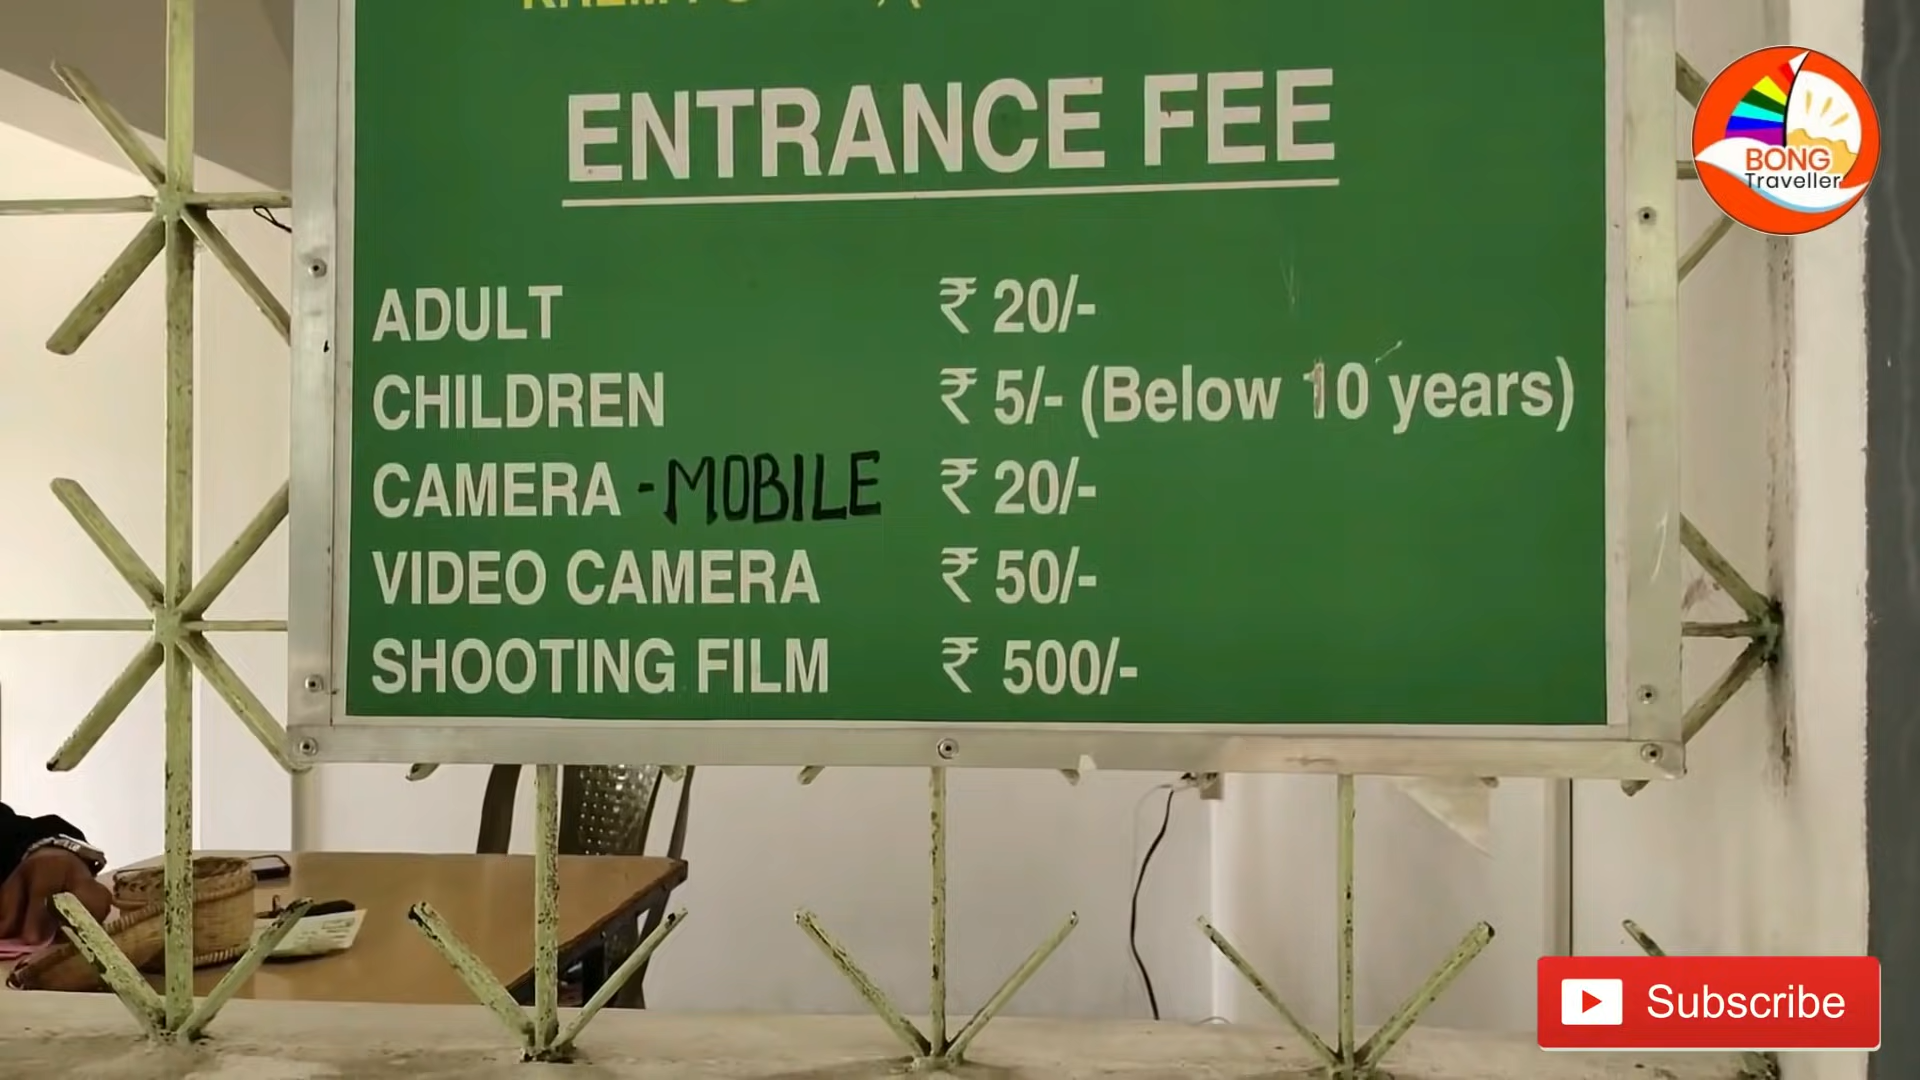 ENTRANCE FEE
ADULT ₹ 20/-
CHILDREN ₹ 5/- (Below 10 years)
CAMERA -MOBILE ₹ 20/-
VIDEO CAMERA ₹ 50/-
SHOOTING FILM ₹ 500/-
BONG
Traveller
Subscribe